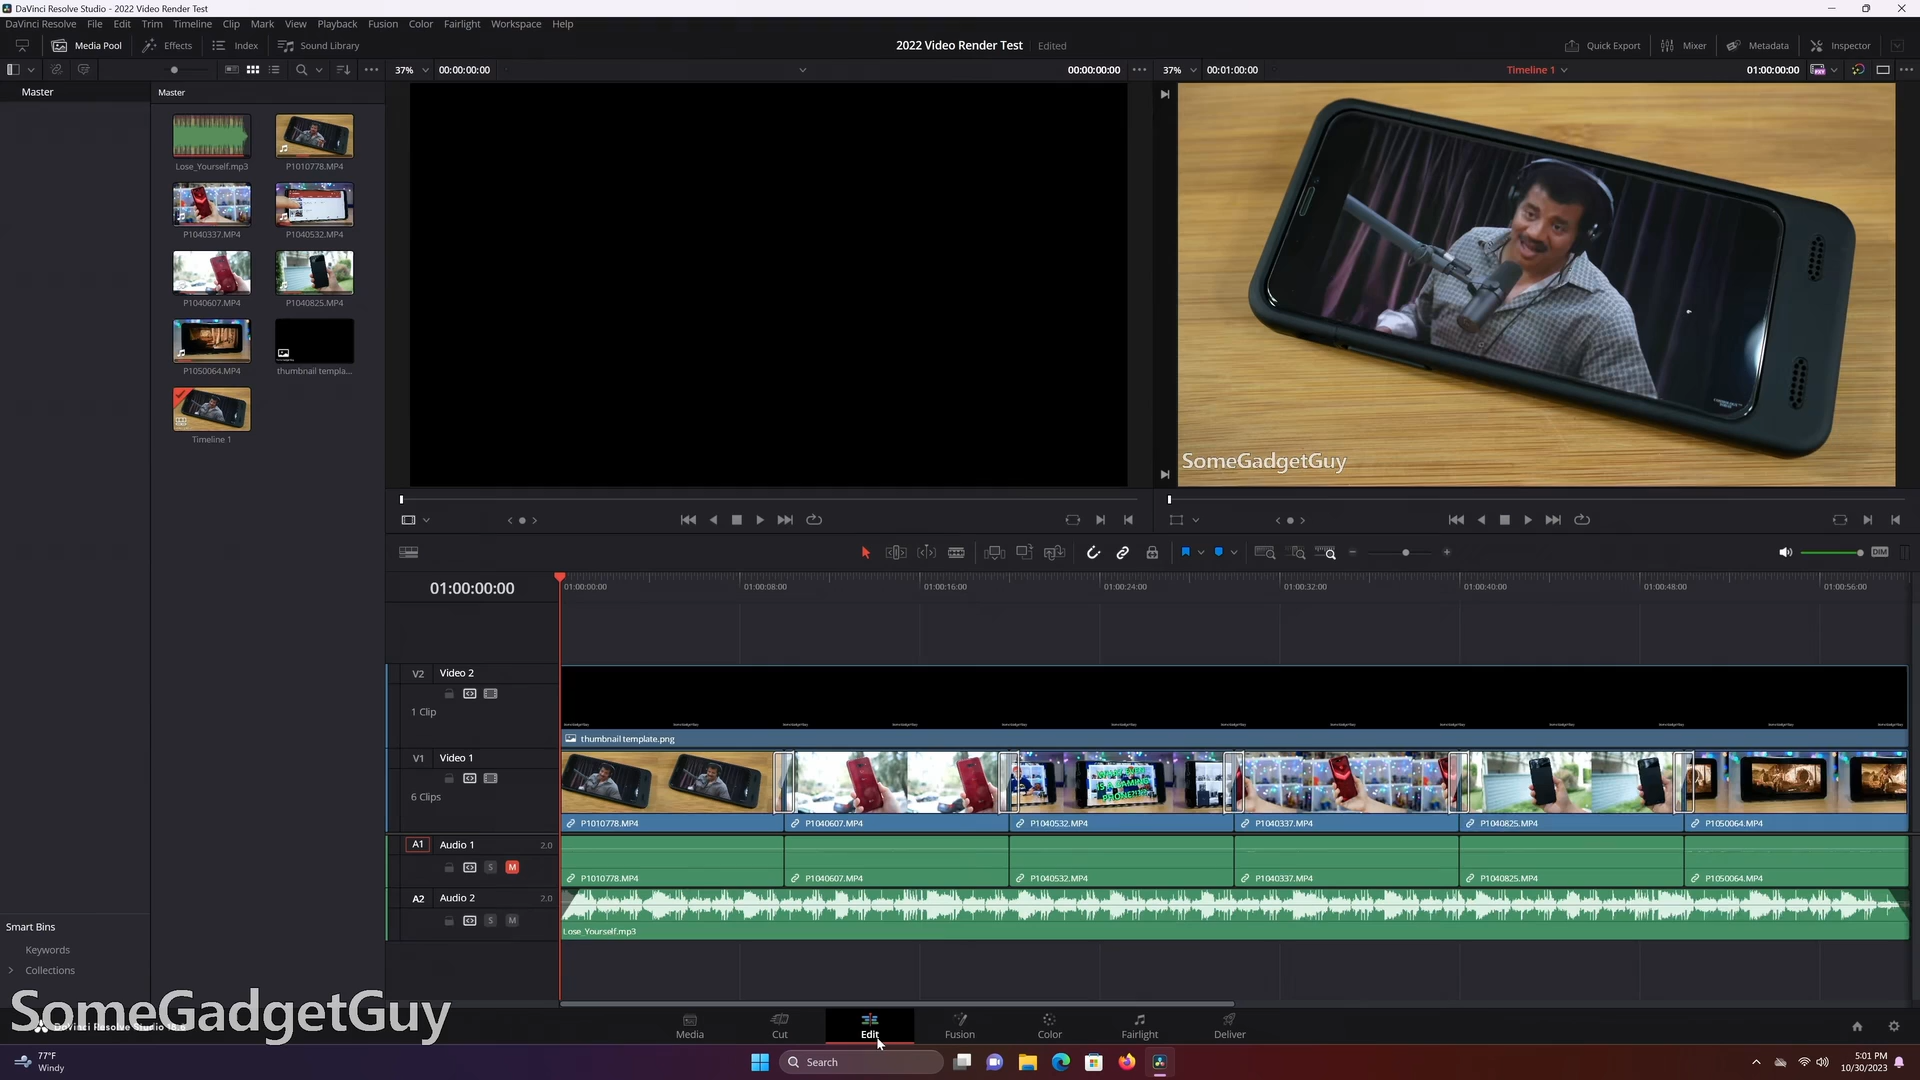 DaVinci Resolve Studio - 2022 Video Render Test
DaVinci Resolve File Edit Trim Timeline Clip Mark View Playback Fusion Color Fairlight Workspace Help
Media Pool Effects Index Sound Library
2022 Video Render Test Edited
Quick Export Mixer Metadata Inspector
37% 00:00:00:00 00:00:00:00
37% 00:01:00:00 Timeline 1 01:00:00:00
Master
Master
Lose_Yourself.mp3 P1010778.MP4
P1040337.MP4 P1040532.MP4
P1040607.MP4 P1040825.MP4
P1050064.MP4 thumbnail templa...
Timeline 1
SomeGadgetGuy
DIM
01:00:00:00
01:00:00:00 01:00:08:00 01:00:16:00 01:00:24:00 01:00:32:00 01:00:40:00 01:00:48:00 01:00:56:00
V2 Video 2
1 Clip
thumbnail template.png
V1 Video 1
6 Clips
P1010778.MP4 P1040607.MP4 P1040532.MP4 P1040337.MP4 P1040825.MP4 P1050064.MP4
A1 Audio 1 2.0
S M
P1010778.MP4 P1040607.MP4 P1040532.MP4 P1040337.MP4 P1040825.MP4 P1050064.MP4
A2 Audio 2 2.0
S M
Lose_Yourself.mp3
Smart Bins
Keywords
Collections
SomeGadgetGuy
DaVinci Resolve Studio 18.6
Media Cut Edit Fusion Color Fairlight Deliver
77°F
Windy
Search
5:01 PM
10/30/2023